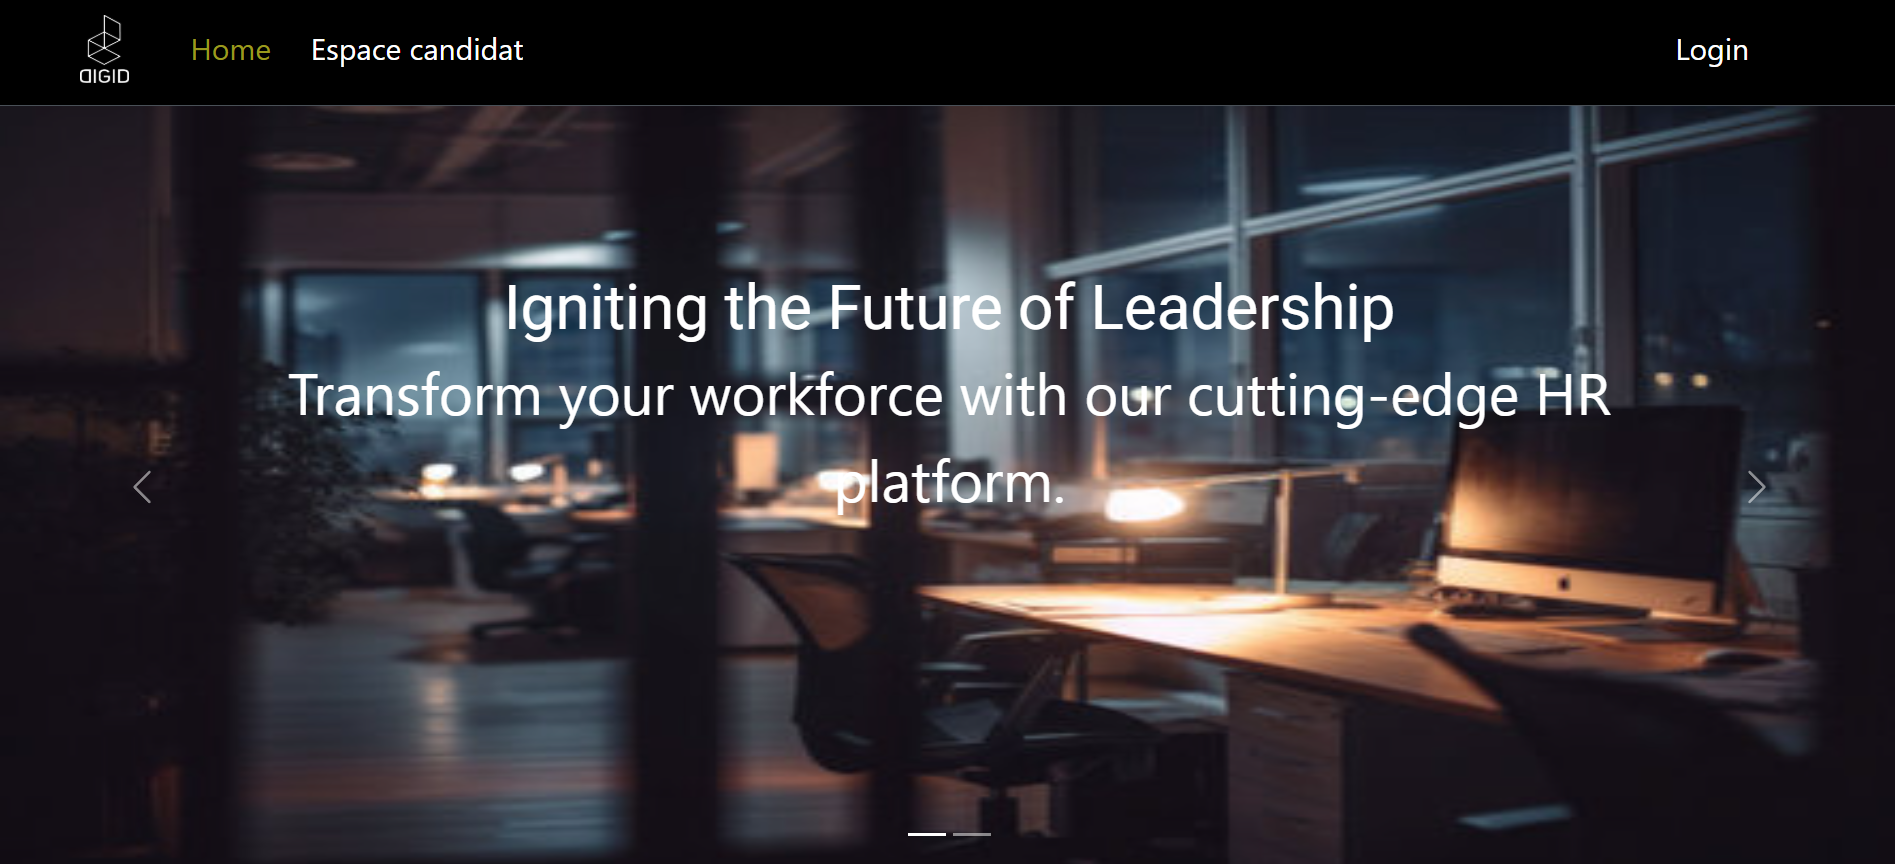 DIGID
Home
Espace candidat
Login
Igniting the Future of Leadership
Transform your workforce with our cutting-edge HR
platform.